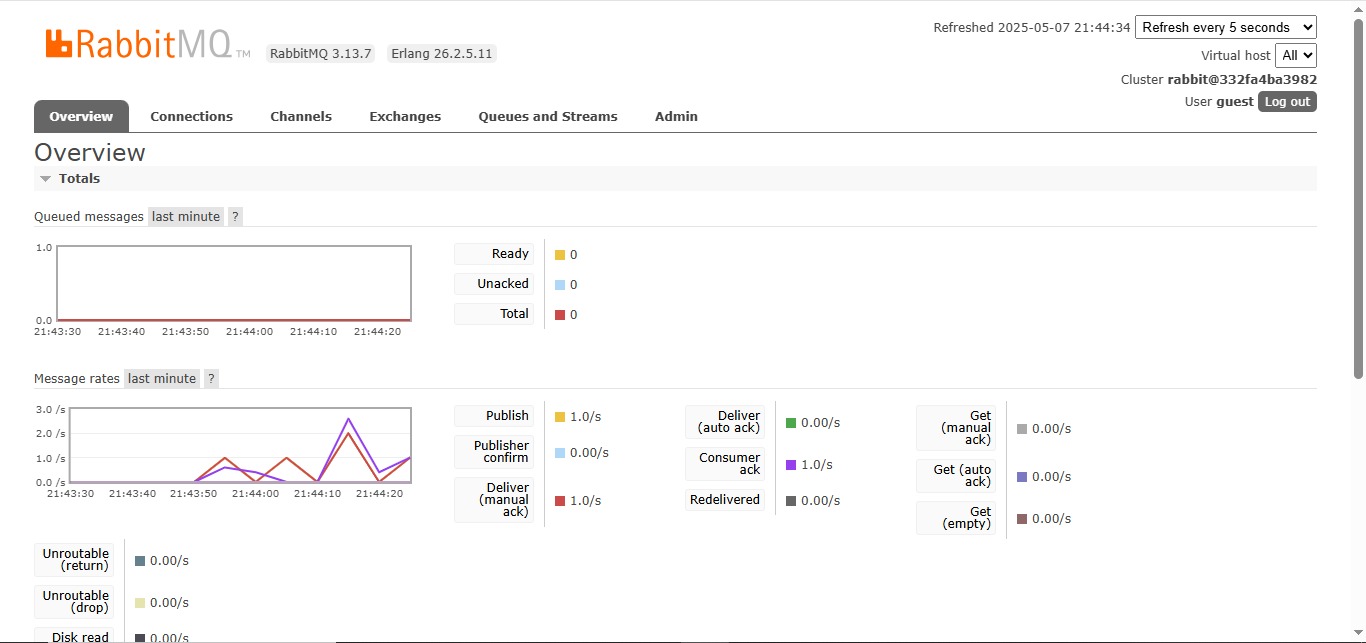 RabbitMQ TM RabbitMQ 3.13.7 Erlang 26.2.5.11
Refreshed 2025-05-07 21:44:34 Refresh every 5 seconds
Virtual host All
Cluster rabbit@332fa4ba3982
User guest Log out
Overview Connections Channels Exchanges Queues and Streams Admin
Overview
Totals
Queued messages last minute ?
1.0
0.0
21:43:30 21:43:40 21:43:50 21:44:00 21:44:10 21:44:20
Ready 0
Unacked 0
Total 0
Message rates last minute ?
3.0 /s
2.0 /s
1.0 /s
0.0 /s
21:43:30 21:43:40 21:43:50 21:44:00 21:44:10 21:44:20
Publish 1.0/s
Publisher
confirm 0.00/s
Deliver
(manual
ack) 1.0/s
Deliver
(auto ack) 0.00/s
Consumer
ack 1.0/s
Redelivered 0.00/s
Get
(manual
ack) 0.00/s
Get (auto
ack) 0.00/s
Get
(empty) 0.00/s
Unroutable
(return) 0.00/s
Unroutable
(drop) 0.00/s
Disk read 0.00/s